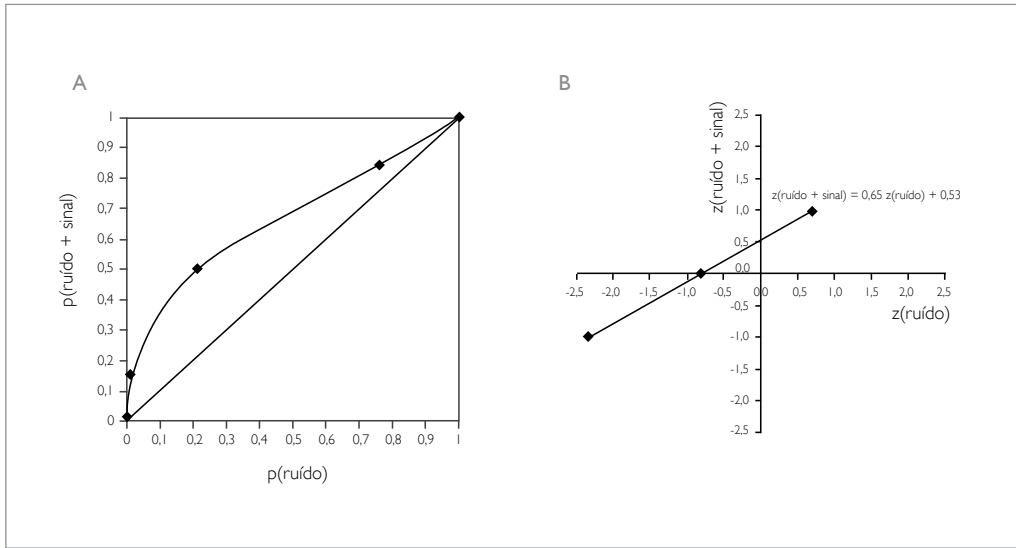 A
1
0,9
0,8
0,7
0,6
0,5
0,4
0,3
0,2
0,1
0
p(ruído + sinal)
0 0,1 0,2 0,3 0,4 0,5 0,6 0,7 0,8 0,9 1
p(ruído)
B
z(ruído + sinal)
2,5
2,0
1,5
z(ruído + sinal) = 0,65 z(ruído) + 0,53
1,0
0,5
0,0
-2,5 -2,0 -1,5 -1,0 -0,5 0,0 0,5 1,0 1,5 2,0 2,5
-0,5
z(ruído)
-1,0
-1,5
-2,0
-2,5